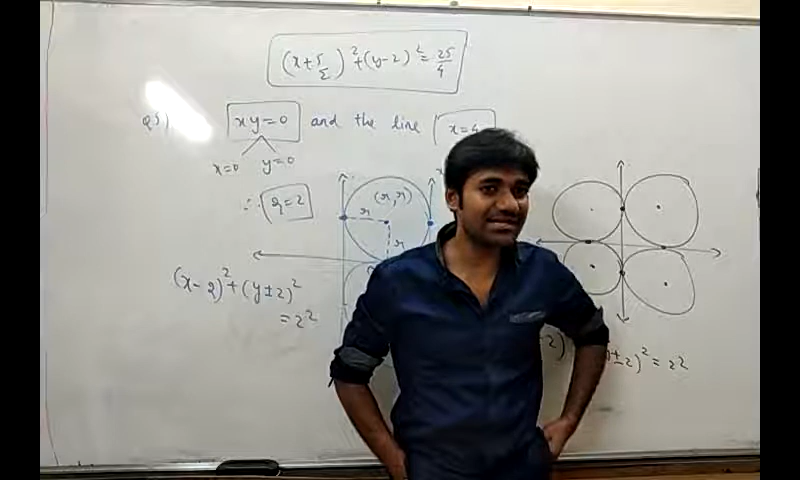 (x+5/2)²+(y-2)²=25/4
Q5) xy=0 and the line x=4
x=0 y=0
∴ r=2
(r,r)
r
r
(x-2)²+(y±2)²
=2²
±2)²=2²